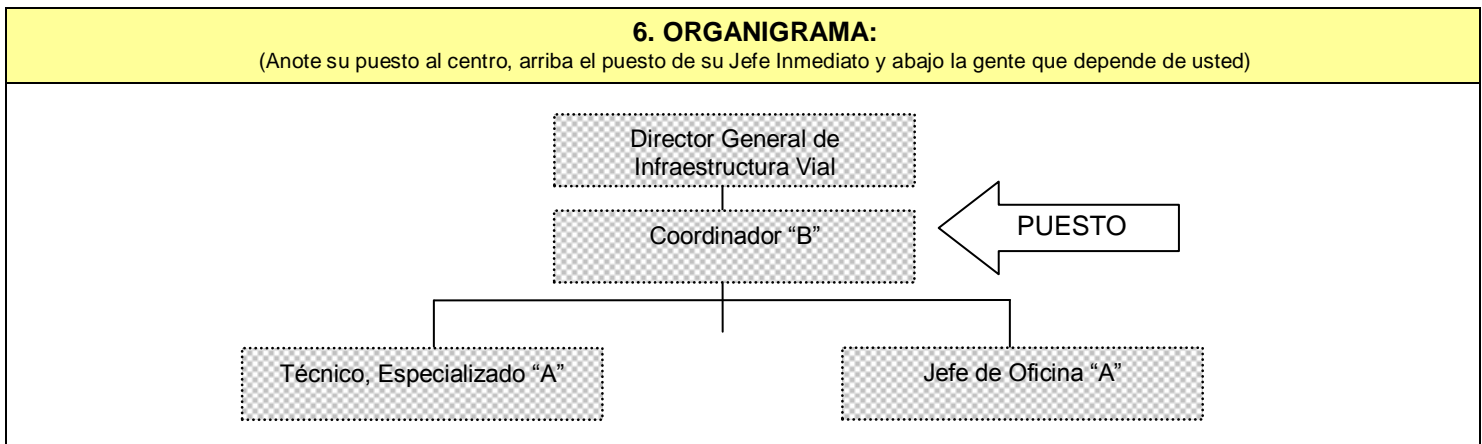 6. ORGANIGRAMA:
(Anote su puesto al centro, arriba el puesto de su Jefe Inmediato y abajo la gente que depende de usted)
Director General de
Infraestructura Vial
Coordinador “B”
PUESTO
Técnico, Especializado “A”
Jefe de Oficina “A”